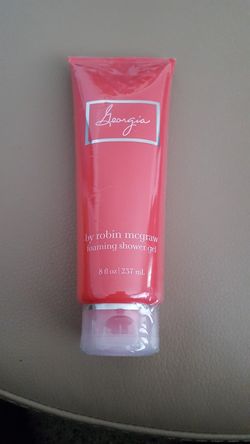 Georgia
by robin mcgraw
foaming shower gel
8 fl oz | 237 mL